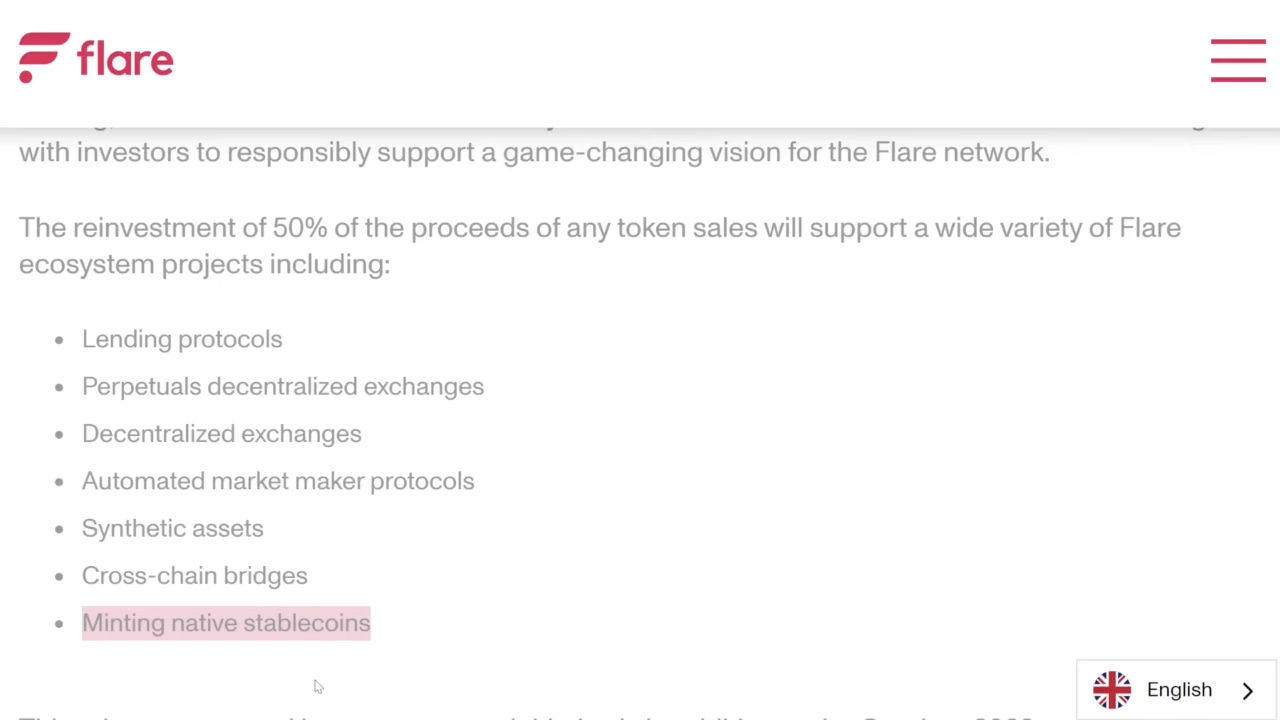 flare
with investors to responsibly support a game-changing vision for the Flare network.
The reinvestment of 50% of the proceeds of any token sales will support a wide variety of Flare
ecosystem projects including:
• Lending protocols
• Perpetuals decentralized exchanges
• Decentralized exchanges
• Automated market maker protocols
• Synthetic assets
• Cross-chain bridges
• Minting native stablecoins
English